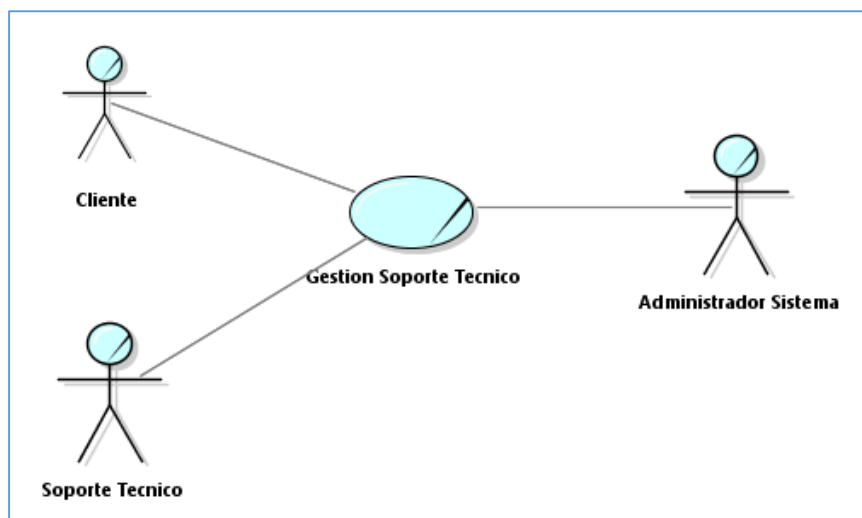 Cliente
Gestion Soporte Tecnico
Administrador Sistema
Soporte Tecnico